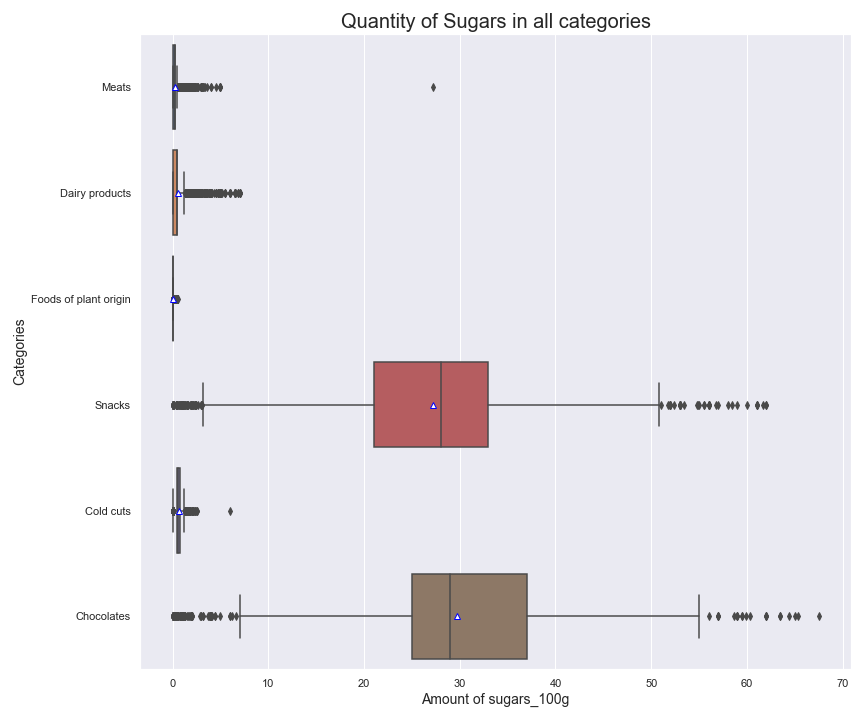 Quantity of Sugars in all categories
Categories
Meats
Dairy products
Foods of plant origin
Snacks
Cold cuts
Chocolates
0 10 20 30 40 50 60 70
Amount of sugars_100g